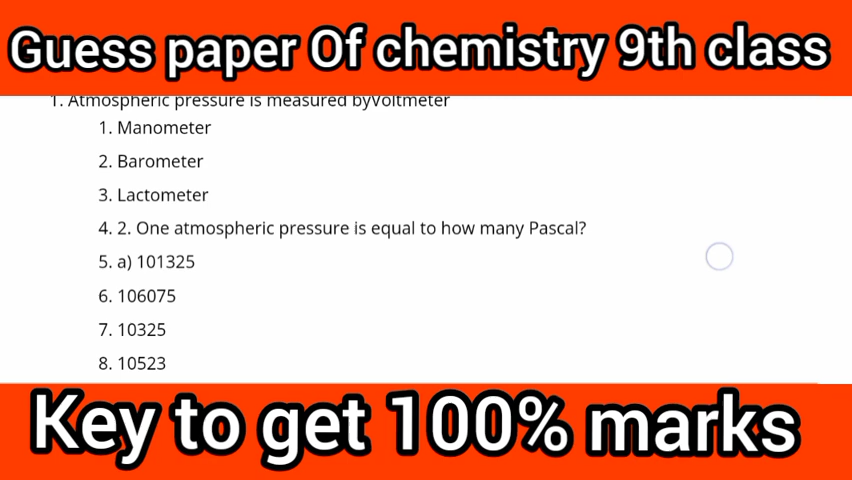 Guess paper Of chemistry 9th class
1. Atmospheric pressure is measured byVoltmeter
1. Manometer
2. Barometer
3. Lactometer
4. 2. One atmospheric pressure is equal to how many Pascal?
5. a) 101325
6. 106075
7. 10325
8. 10523
Key to get 100% marks